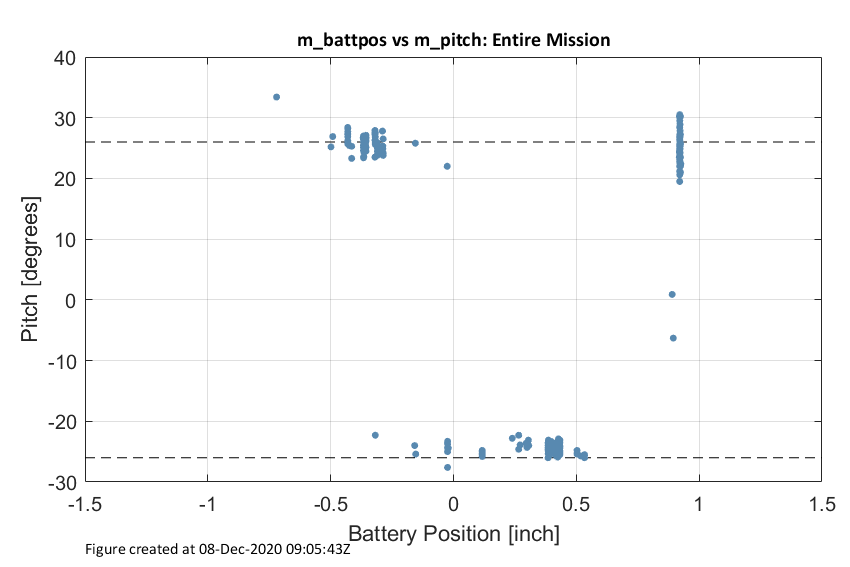 m_battpos vs m_pitch: Entire Mission
40
30
20
10
0
-10
-20
-30
Pitch [degrees]
-1.5 -1 -0.5 0 0.5 1 1.5
Battery Position [inch]
Figure created at 08-Dec-2020 09:05:43Z